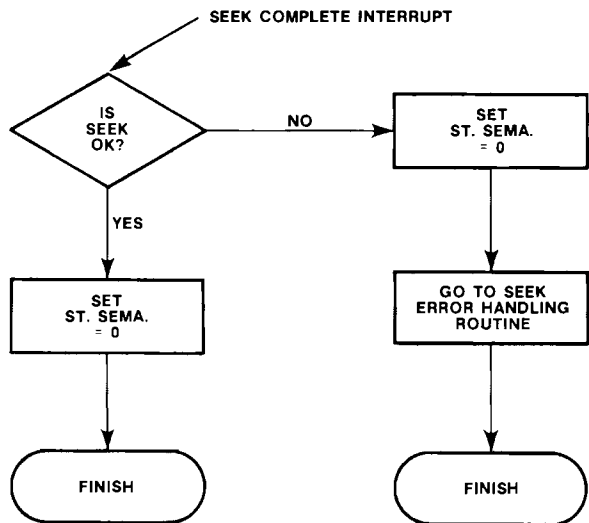 SEEK COMPLETE INTERRUPT
IS
SEEK
OK?
NO
SET
ST. SEMA.
= 0
YES
SET
ST. SEMA.
= 0
GO TO SEEK
ERROR HANDLING
ROUTINE
FINISH
FINISH